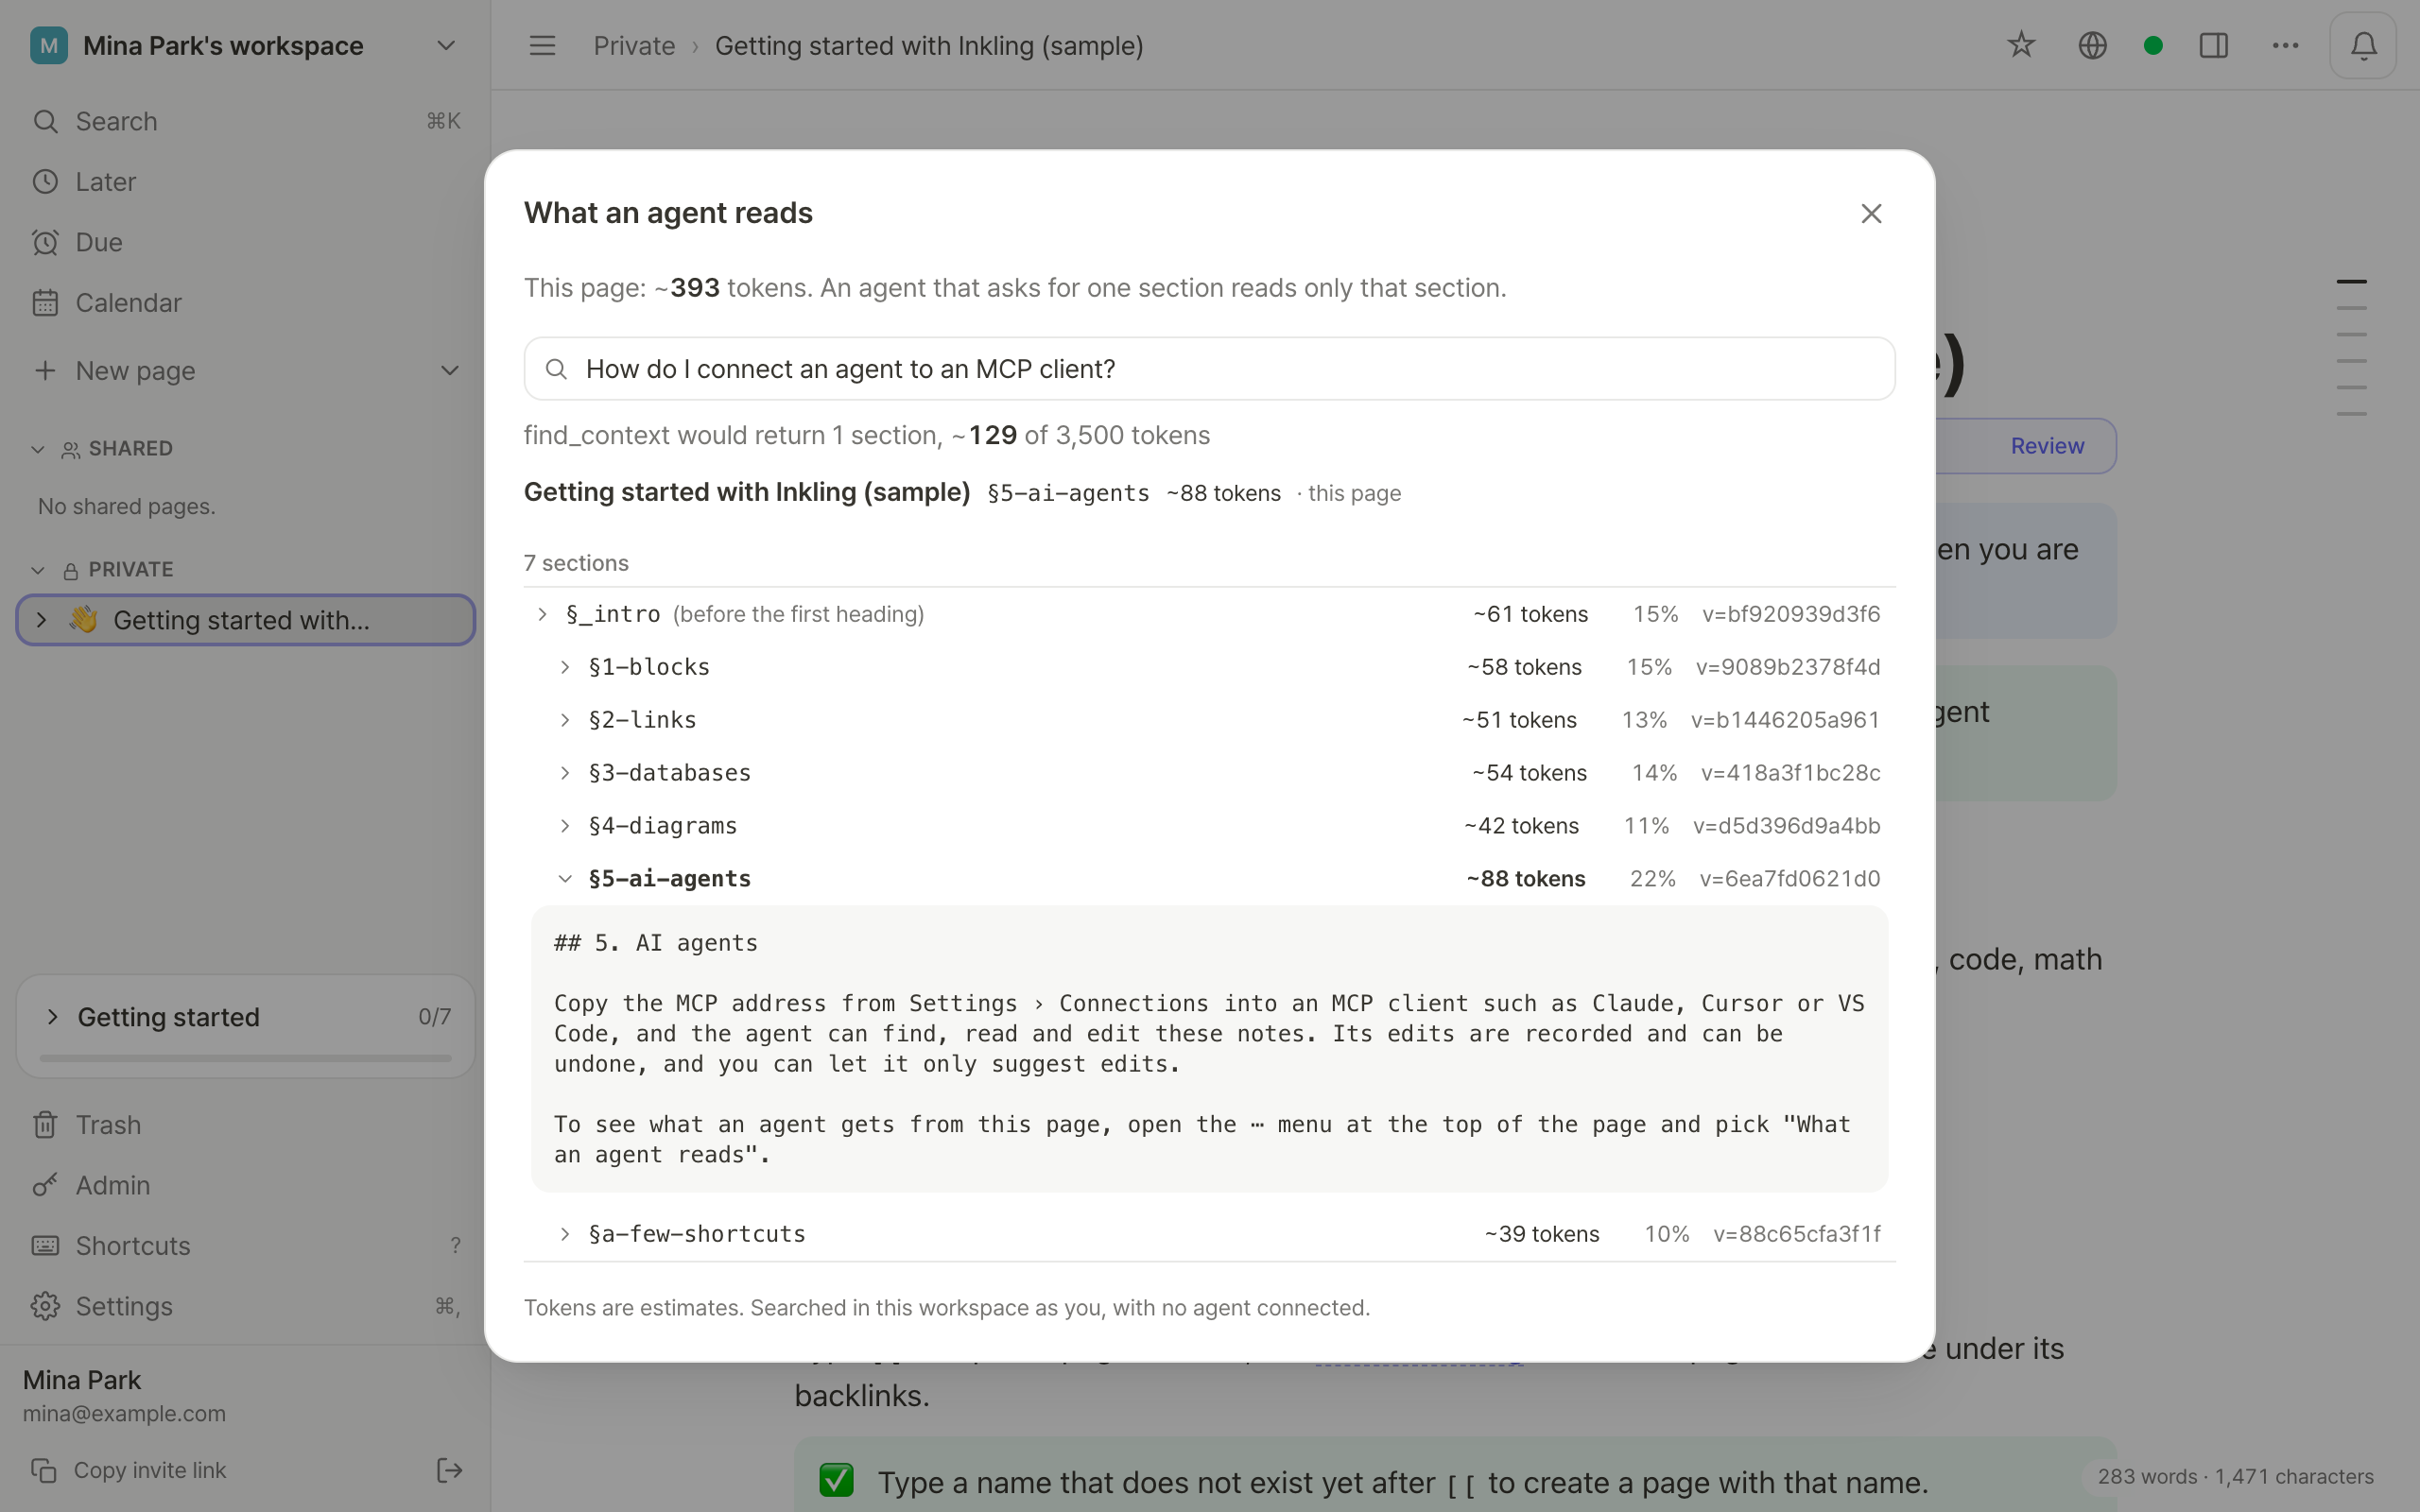 M Mina Park's workspace
Search ⌘K
Later
Due
Calendar
New page
SHARED
No shared pages.
PRIVATE
👋 Getting started with...
Getting started 0/7
Trash
Admin
Shortcuts ?
Settings ⌘,
Mina Park
mina@example.com
Copy invite link
Private › Getting started with Inkling (sample)
What an agent reads
This page: ~393 tokens. An agent that asks for one section reads only that section.
How do I connect an agent to an MCP client?
find_context would return 1 section, ~129 of 3,500 tokens
Getting started with Inkling (sample) §5-ai-agents ~88 tokens · this page
7 sections
§_intro (before the first heading) ~61 tokens 15% v=bf920939d3f6
§1-blocks ~58 tokens 15% v=9089b2378f4d
§2-links ~51 tokens 13% v=b1446205a961
§3-databases ~54 tokens 14% v=418a3f1bc28c
§4-diagrams ~42 tokens 11% v=d5d396d9a4bb
§5-ai-agents ~88 tokens 22% v=6ea7fd0621d0
## 5. AI agents
Copy the MCP address from Settings › Connections into an MCP client such as Claude, Cursor or VS
Code, and the agent can find, read and edit these notes. Its edits are recorded and can be
undone, and you can let it only suggest edits.
To see what an agent gets from this page, open the ⋯ menu at the top of the page and pick "What
an agent reads".
§a-few-shortcuts ~39 tokens 10% v=88c65cfa3f1f
Tokens are estimates. Searched in this workspace as you, with no agent connected.
)
Review
en you are
gent
, code, math
e under its
backlinks.
✅ Type a name that does not exist yet after [[ to create a page with that name.
283 words · 1,471 characters